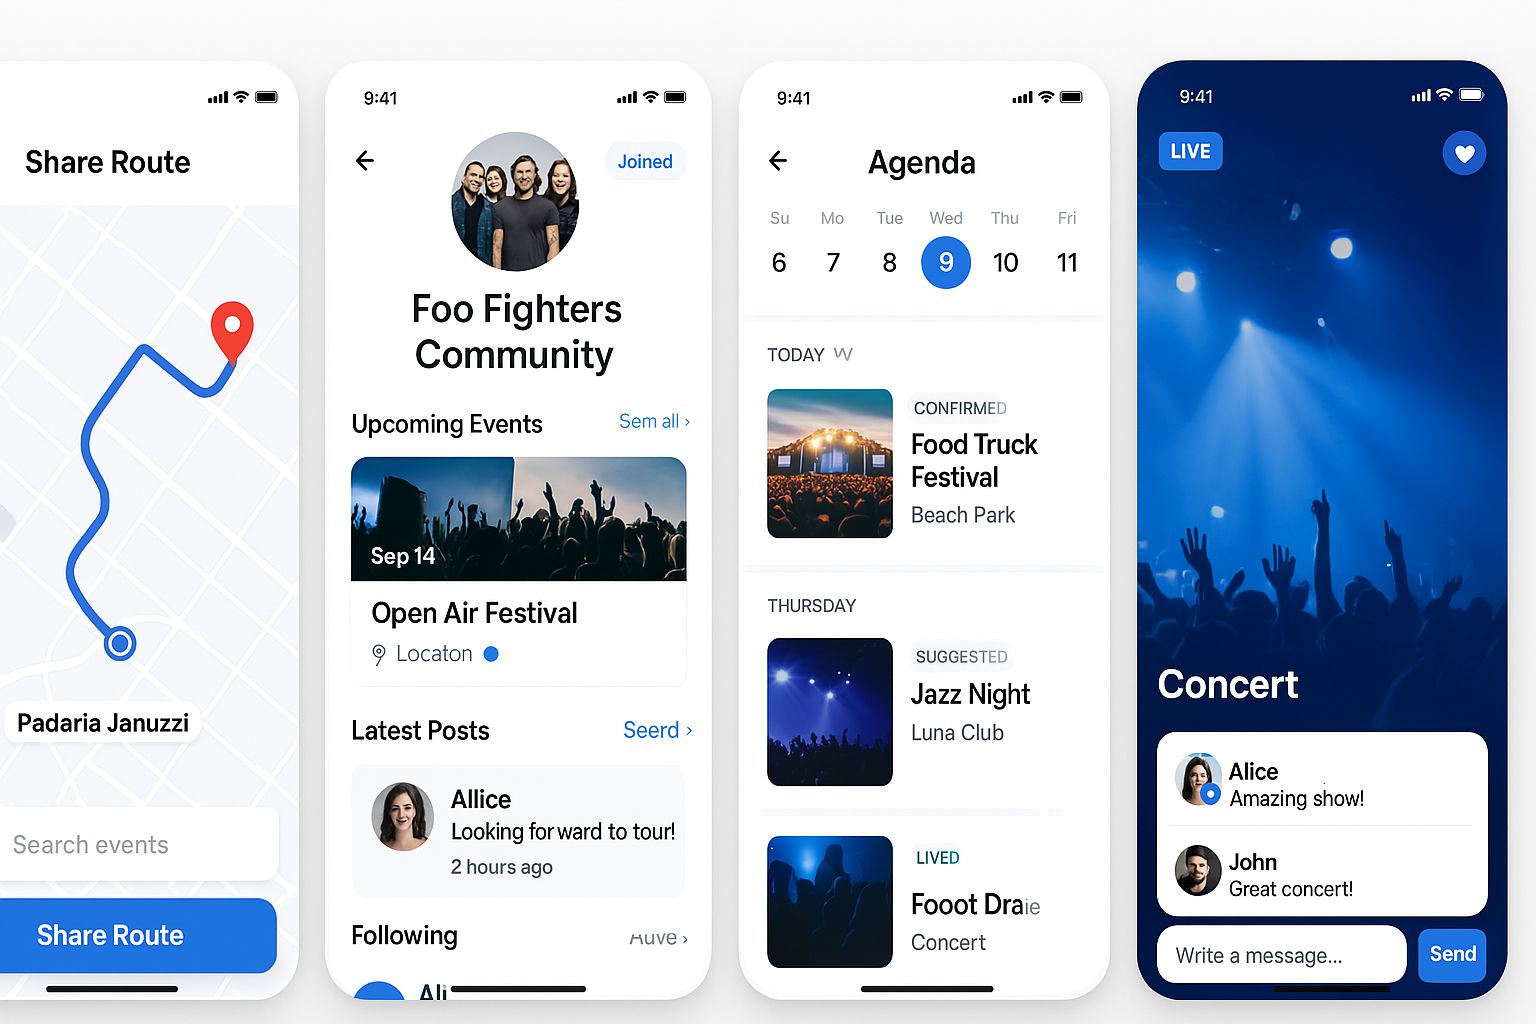 Share Route
Padaria Januzzi
Search events
Share Route
9:41
Joined
Foo Fighters
Community
Upcoming Events
Sem all ›
Sep 14
Open Air Festival
Locaton
Latest Posts
Seerd ›
Allice
Looking forward to tour!
2 hours ago
Following
Ali
9:41
Agenda
Su Mo Tue Wed Thu Fri
6 7 8 9 10 11
TODAY
CONFIRMED
Food Truck
Festival
Beach Park
THURSDAY
SUGGESTED
Jazz Night
Luna Club
LIVED
Fooot Draie
Concert
9:41
LIVE
Concert
Alice
Amazing show!
John
Great concert!
Write a message...
Send